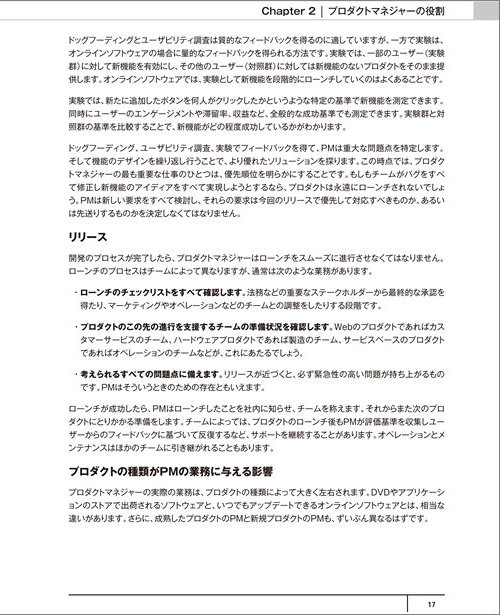 Chapter 2 | プロダクトマネジャーの役割
ドッグフーディングとユーザビリティ調査は質的なフィードバックを得るのに適していますが、一方で実験は、
オンラインソフトウェアの場合に量的なフィードバックを得られる方法です。実験では、一部のユーザー（実験
群）に対して新機能を有効にし、その他のユーザー（対照群）に対しては新機能のないプロダクトをそのまま提
供します。オンラインソフトウェアでは、実験として新機能を段階的にローンチしていくのはよくあることです。
実験では、新たに追加したボタンを何人がクリックしたかというような特定の基準で新機能を測定できます。
同時にユーザーのエンゲージメントや滞留率、収益など、全般的な成功基準でも測定できます。実験群と対
照群の基準を比較することで、新機能がどの程度成功しているかがわかります。
ドッグフーディング、ユーザビリティ調査、実験でフィードバックを得て、PMは重大な問題点を特定します。
そして機能のデザインを繰り返し行うことで、より優れたソリューションを探ります。この時点では、プロダク
トマネジャーの最も重要な仕事のひとつは、優先順位を明らかにすることです。もしもチームがバグをすべ
て修正し新機能のアイディアをすべて実現しようとするなら、プロダクトは永遠にローンチされないでしょ
う。PMは新しい要求をすべて検討し、それらの要求は今回のリリースで優先して対応すべきものか、あるい
は先送りするものかを決定しなくてはなりません。
リリース
開発のプロセスが完了したら、プロダクトマネジャーはローンチをスムーズに進行させなくてはなりません。
ローンチのプロセスはチームによって異なりますが、通常は次のような業務があります。
・ローンチのチェックリストをすべて確認します。法務などの重要なステークホルダーから最終的な承認を
得たり、マーケティングやオペレーションなどのチームとの調整をしたりする段階です。
・プロダクトのこの先の進行を支援するチームの準備状況を確認します。Webのプロダクトであればカス
タマーサービスのチーム、ハードウェアプロダクトであれば製造のチーム、サービスベースのプロダクト
であればオペレーションのチームなどが、これにあたるでしょう。
・考えられるすべての問題点に備えます。リリースが近づくと、必ず緊急性の高い問題が持ち上がるもの
です。PMはそういうときのための存在ともいえます。
ローンチが成功したら、PMはローンチしたことを社内に知らせ、チームを称えます。それからまた次のプロ
ダクトにとりかかる準備をします。チームによっては、プロダクトのローンチ後もPMが評価基準を収集しユー
ザーからのフィードバックに基づいて反復するなど、サポートを継続することがあります。オペレーションとメ
ンテナンスはほかのチームに引き継がれることもあります。
プロダクトの種類がPMの業務に与える影響
プロダクトマネジャーの実際の業務は、プロダクトの種類によって大きく左右されます。DVDやアプリケーショ
ンのストアで出荷されるソフトウェアと、いつでもアップデートできるオンラインソフトウェアとは、相当な
違いがあります。さらに、成熟したプロダクトのPMと新規プロダクトのPMも、ずいぶん異なるはずです。
17